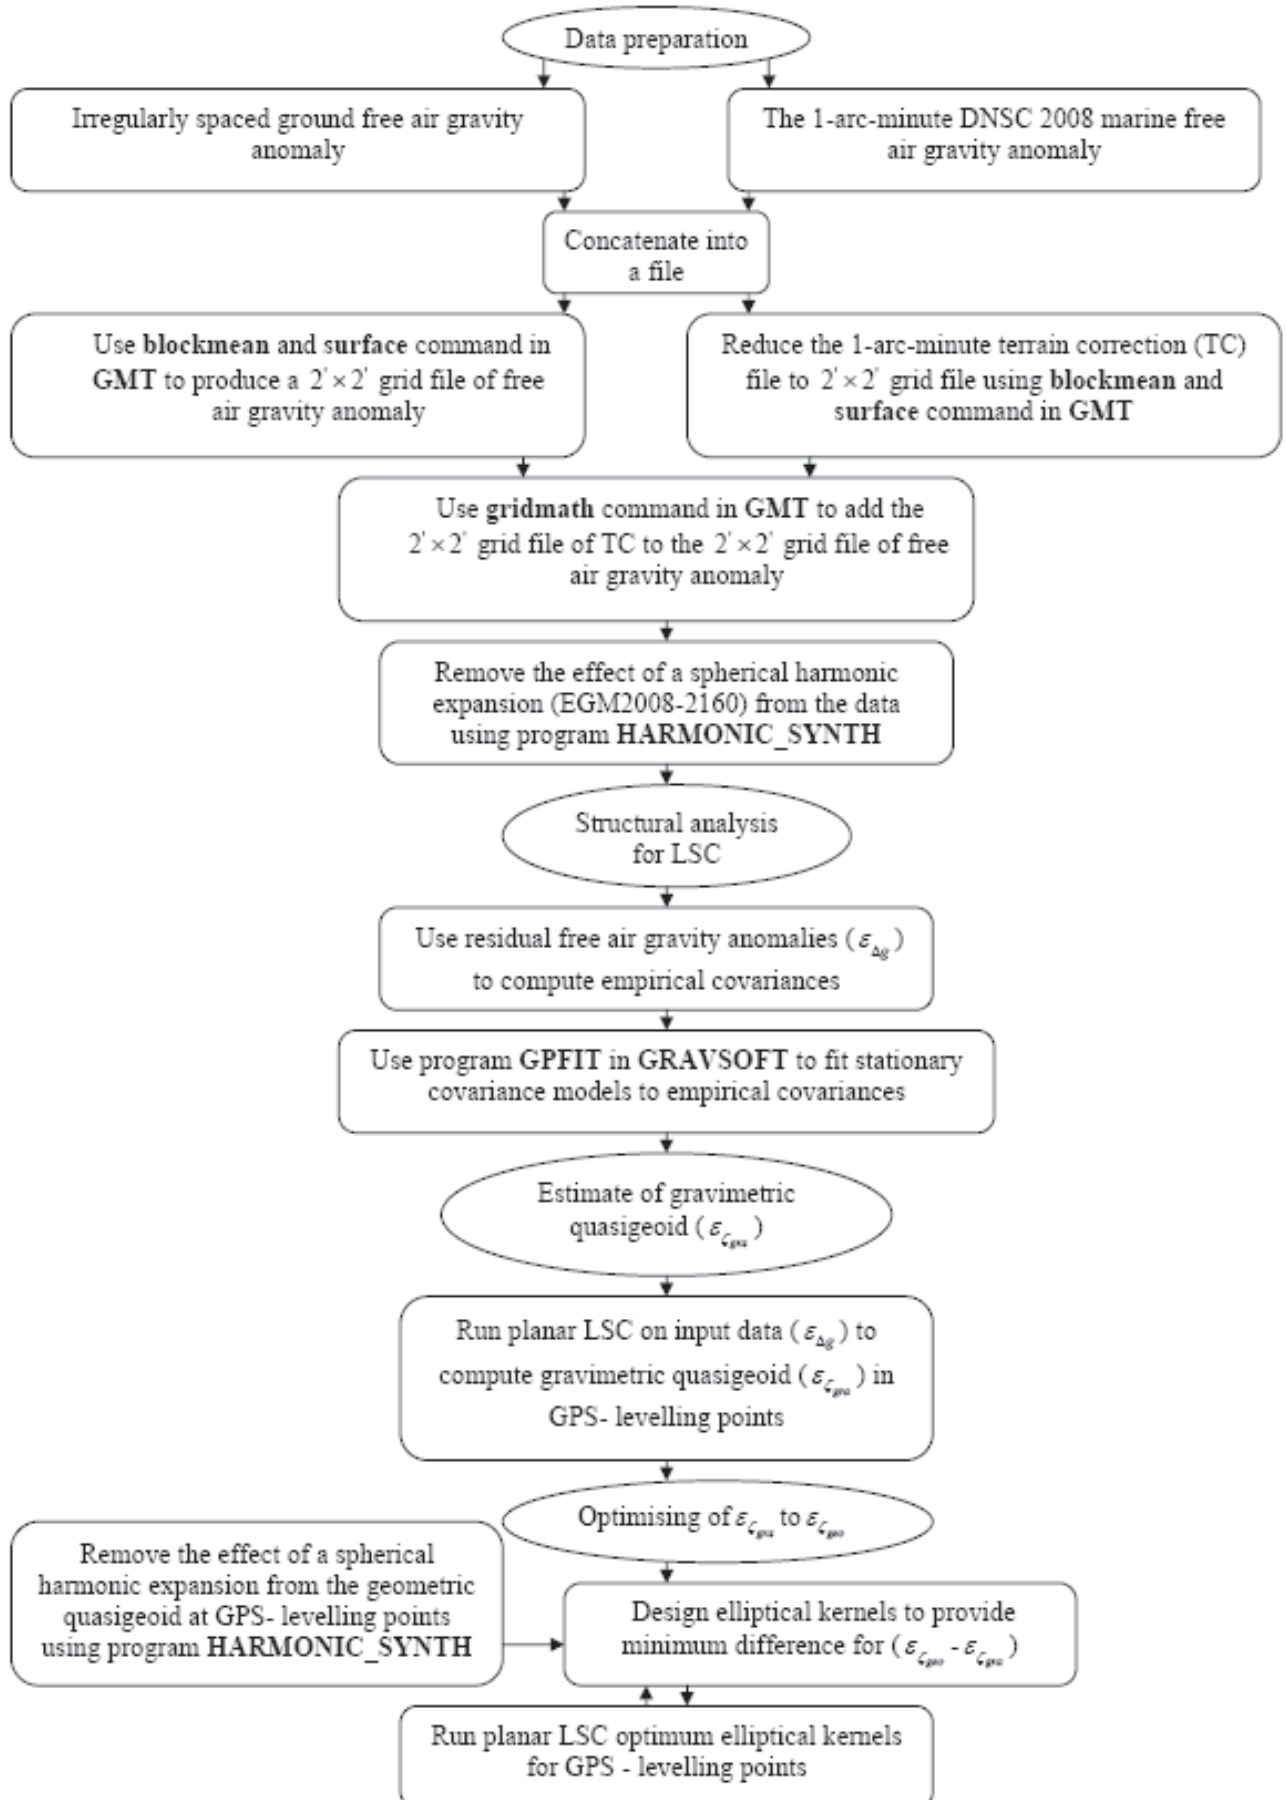 Data preparation
Irregularly spaced ground free air gravity
anomaly
The 1-arc-minute DNSC 2008 marine free
air gravity anomaly
Concatenate into
a file
Use blockmean and surface command in
GMT to produce a 2' × 2' grid file of free
air gravity anomaly
Reduce the 1-arc-minute terrain correction (TC)
file to 2' × 2' grid file using blockmean and
surface command in GMT
Use gridmath command in GMT to add the
2' × 2' grid file of TC to the 2' × 2' grid file of free
air gravity anomaly
Remove the effect of a spherical harmonic
expansion (EGM2008-2160) from the data
using program HARMONIC_SYNTH
Structural analysis
for LSC
Use residual free air gravity anomalies (ε_Δg)
to compute empirical covariances
Use program GPFIT in GRAVSOFT to fit stationary
covariance models to empirical covariances
Estimate of gravimetric
quasigeoid (ε_ζgra)
Run planar LSC on input data (ε_Δg) to
compute gravimetric quasigeoid (ε_ζgra) in
GPS- levelling points
Optimising of ε_ζgra to ε_ζgeo
Remove the effect of a spherical
harmonic expansion from the geometric
quasigeoid at GPS- levelling points
using program HARMONIC_SYNTH
Design elliptical kernels to provide
minimum difference for (ε_ζgeo - ε_ζgra)
Run planar LSC optimum elliptical kernels
for GPS - levelling points